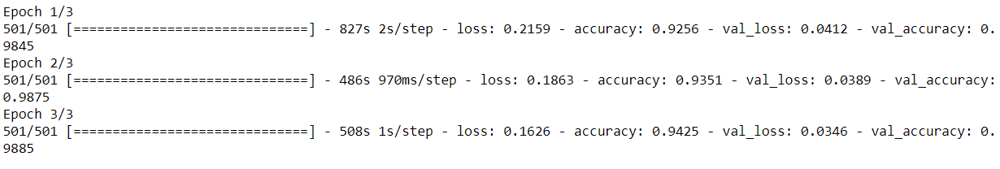 Epoch 1/3
501/501 [==============================] - 827s 2s/step - loss: 0.2159 - accuracy: 0.9256 - val_loss: 0.0412 - val_accuracy: 0.
9845
Epoch 2/3
501/501 [==============================] - 486s 970ms/step - loss: 0.1863 - accuracy: 0.9351 - val_loss: 0.0389 - val_accuracy:
0.9875
Epoch 3/3
501/501 [==============================] - 508s 1s/step - loss: 0.1626 - accuracy: 0.9425 - val_loss: 0.0346 - val_accuracy: 0.
9885